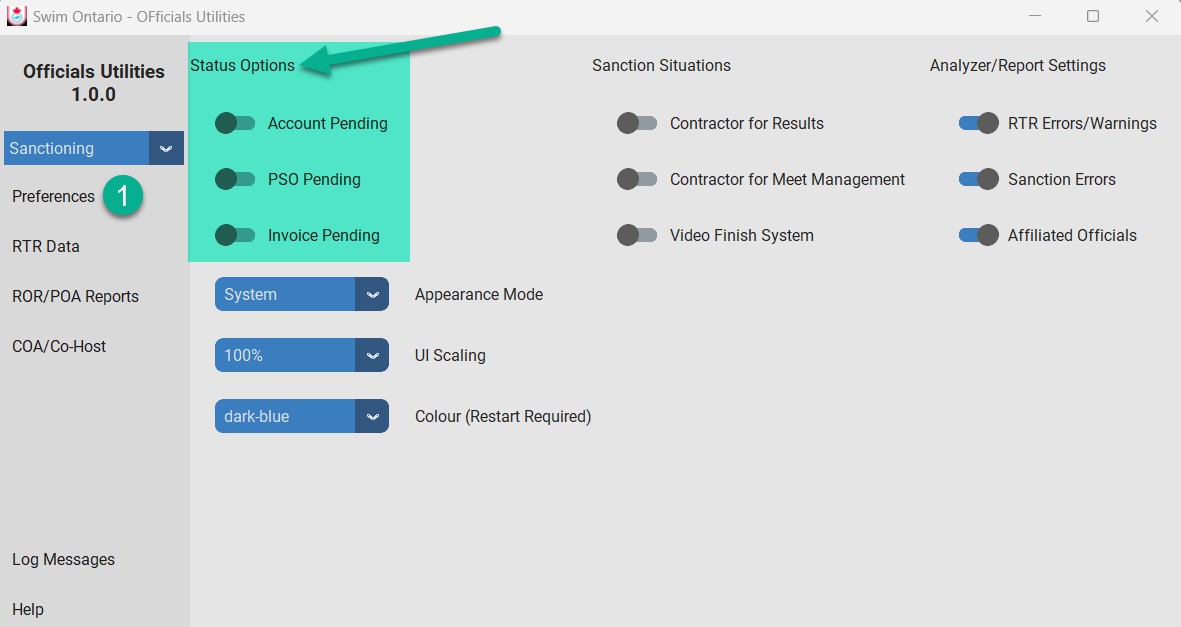 Swim Ontario - OFficials Utilities
Officials Utilities
1.0.0
Sanctioning
Preferences
1
RTR Data
ROR/POA Reports
COA/Co-Host
Log Messages
Help
Status Options
Account Pending
PSO Pending
Invoice Pending
System
Appearance Mode
100%
UI Scaling
dark-blue
Colour (Restart Required)
Sanction Situations
Contractor for Results
Contractor for Meet Management
Video Finish System
Analyzer/Report Settings
RTR Errors/Warnings
Sanction Errors
Affiliated Officials